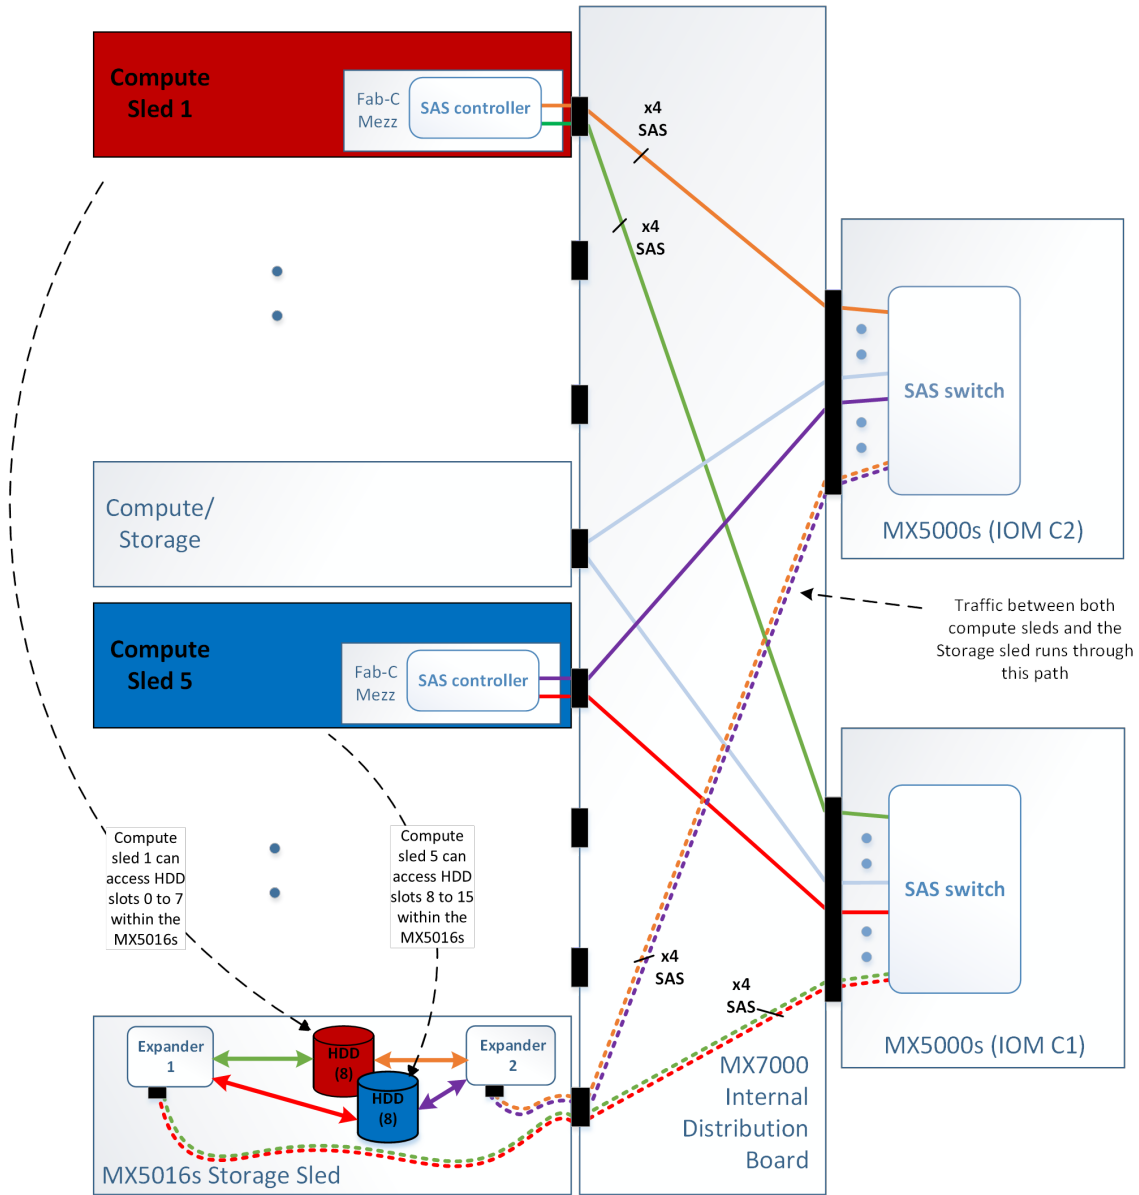 Compute
Sled 1
Fab-C
Mezz
SAS controller
x4
SAS
x4
SAS
SAS switch
MX5000s (IOM C2)
Compute/
Storage
Traffic between both
compute sleds and the
Storage sled runs through
this path
Compute
Sled 5
Fab-C
Mezz
SAS controller
Compute
sled 1 can
access HDD
slots 0 to 7
within the
MX5016s
Compute
sled 5 can
access HDD
slots 8 to 15
within the
MX5016s
SAS switch
x4
SAS
x4
SAS
MX5000s (IOM C1)
Expander
1
HDD
(8)
HDD
(8)
Expander
2
MX5016s Storage Sled
MX7000
Internal
Distribution
Board